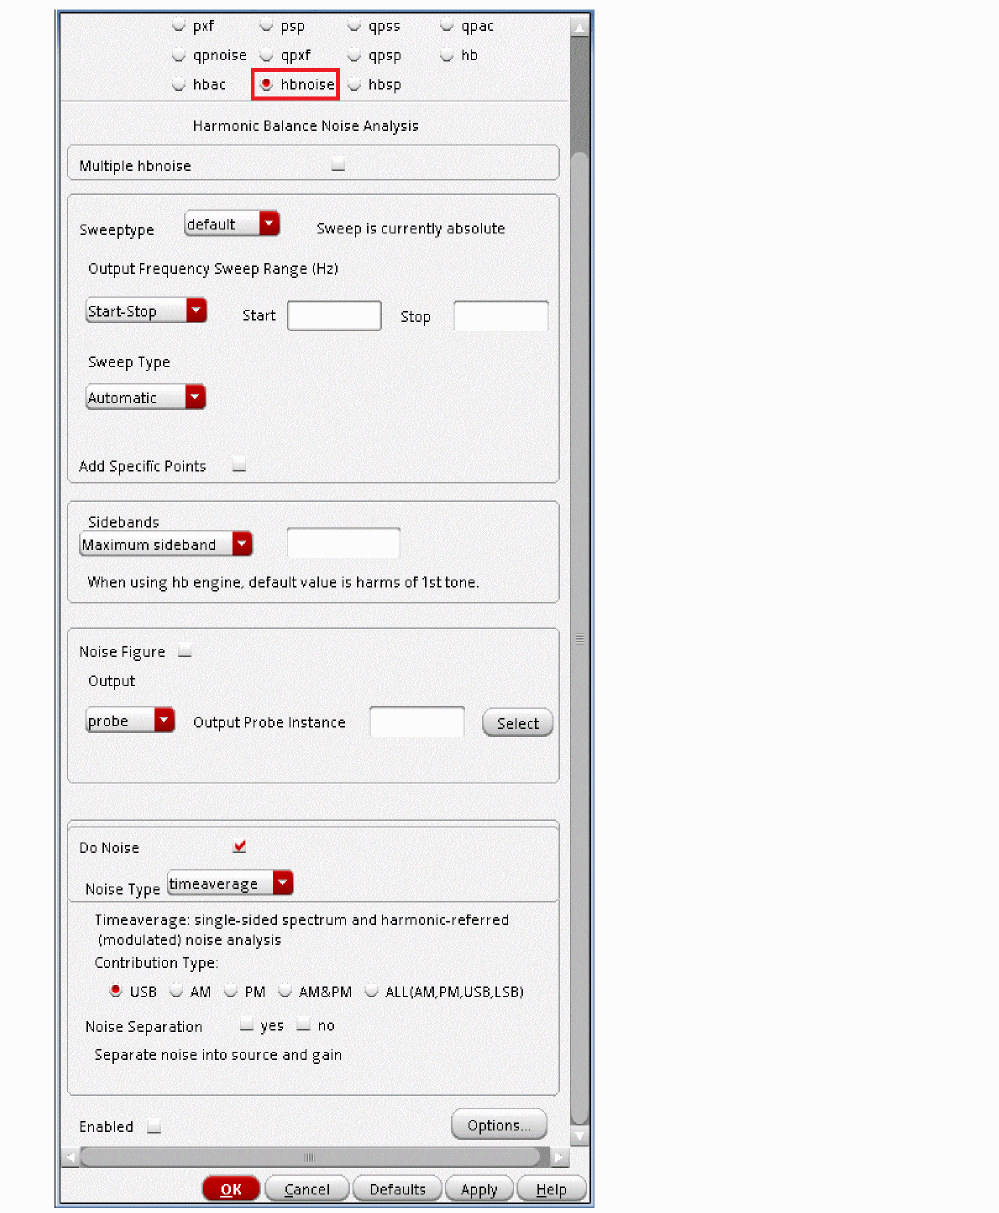 pxf psp qpss qpac
qpnoise qpxf qpsp hb
hbac hbnoise hbsp
Harmonic Balance Noise Analysis
Multiple hbnoise
Sweeptype default Sweep is currently absolute
Output Frequency Sweep Range (Hz)
Start-Stop Start Stop
Sweep Type
Automatic
Add Specific Points
Sidebands
Maximum sideband
When using hb engine, default value is harms of 1st tone.
Noise Figure
Output
probe Output Probe Instance Select
Do Noise
Noise Type timeaverage
Timeaverage: single-sided spectrum and harmonic-referred
(modulated) noise analysis
Contribution Type:
USB AM PM AM&PM ALL(AM,PM,USB,LSB)
Noise Separation yes no
Separate noise into source and gain
Enabled Options...
OK Cancel Defaults Apply Help